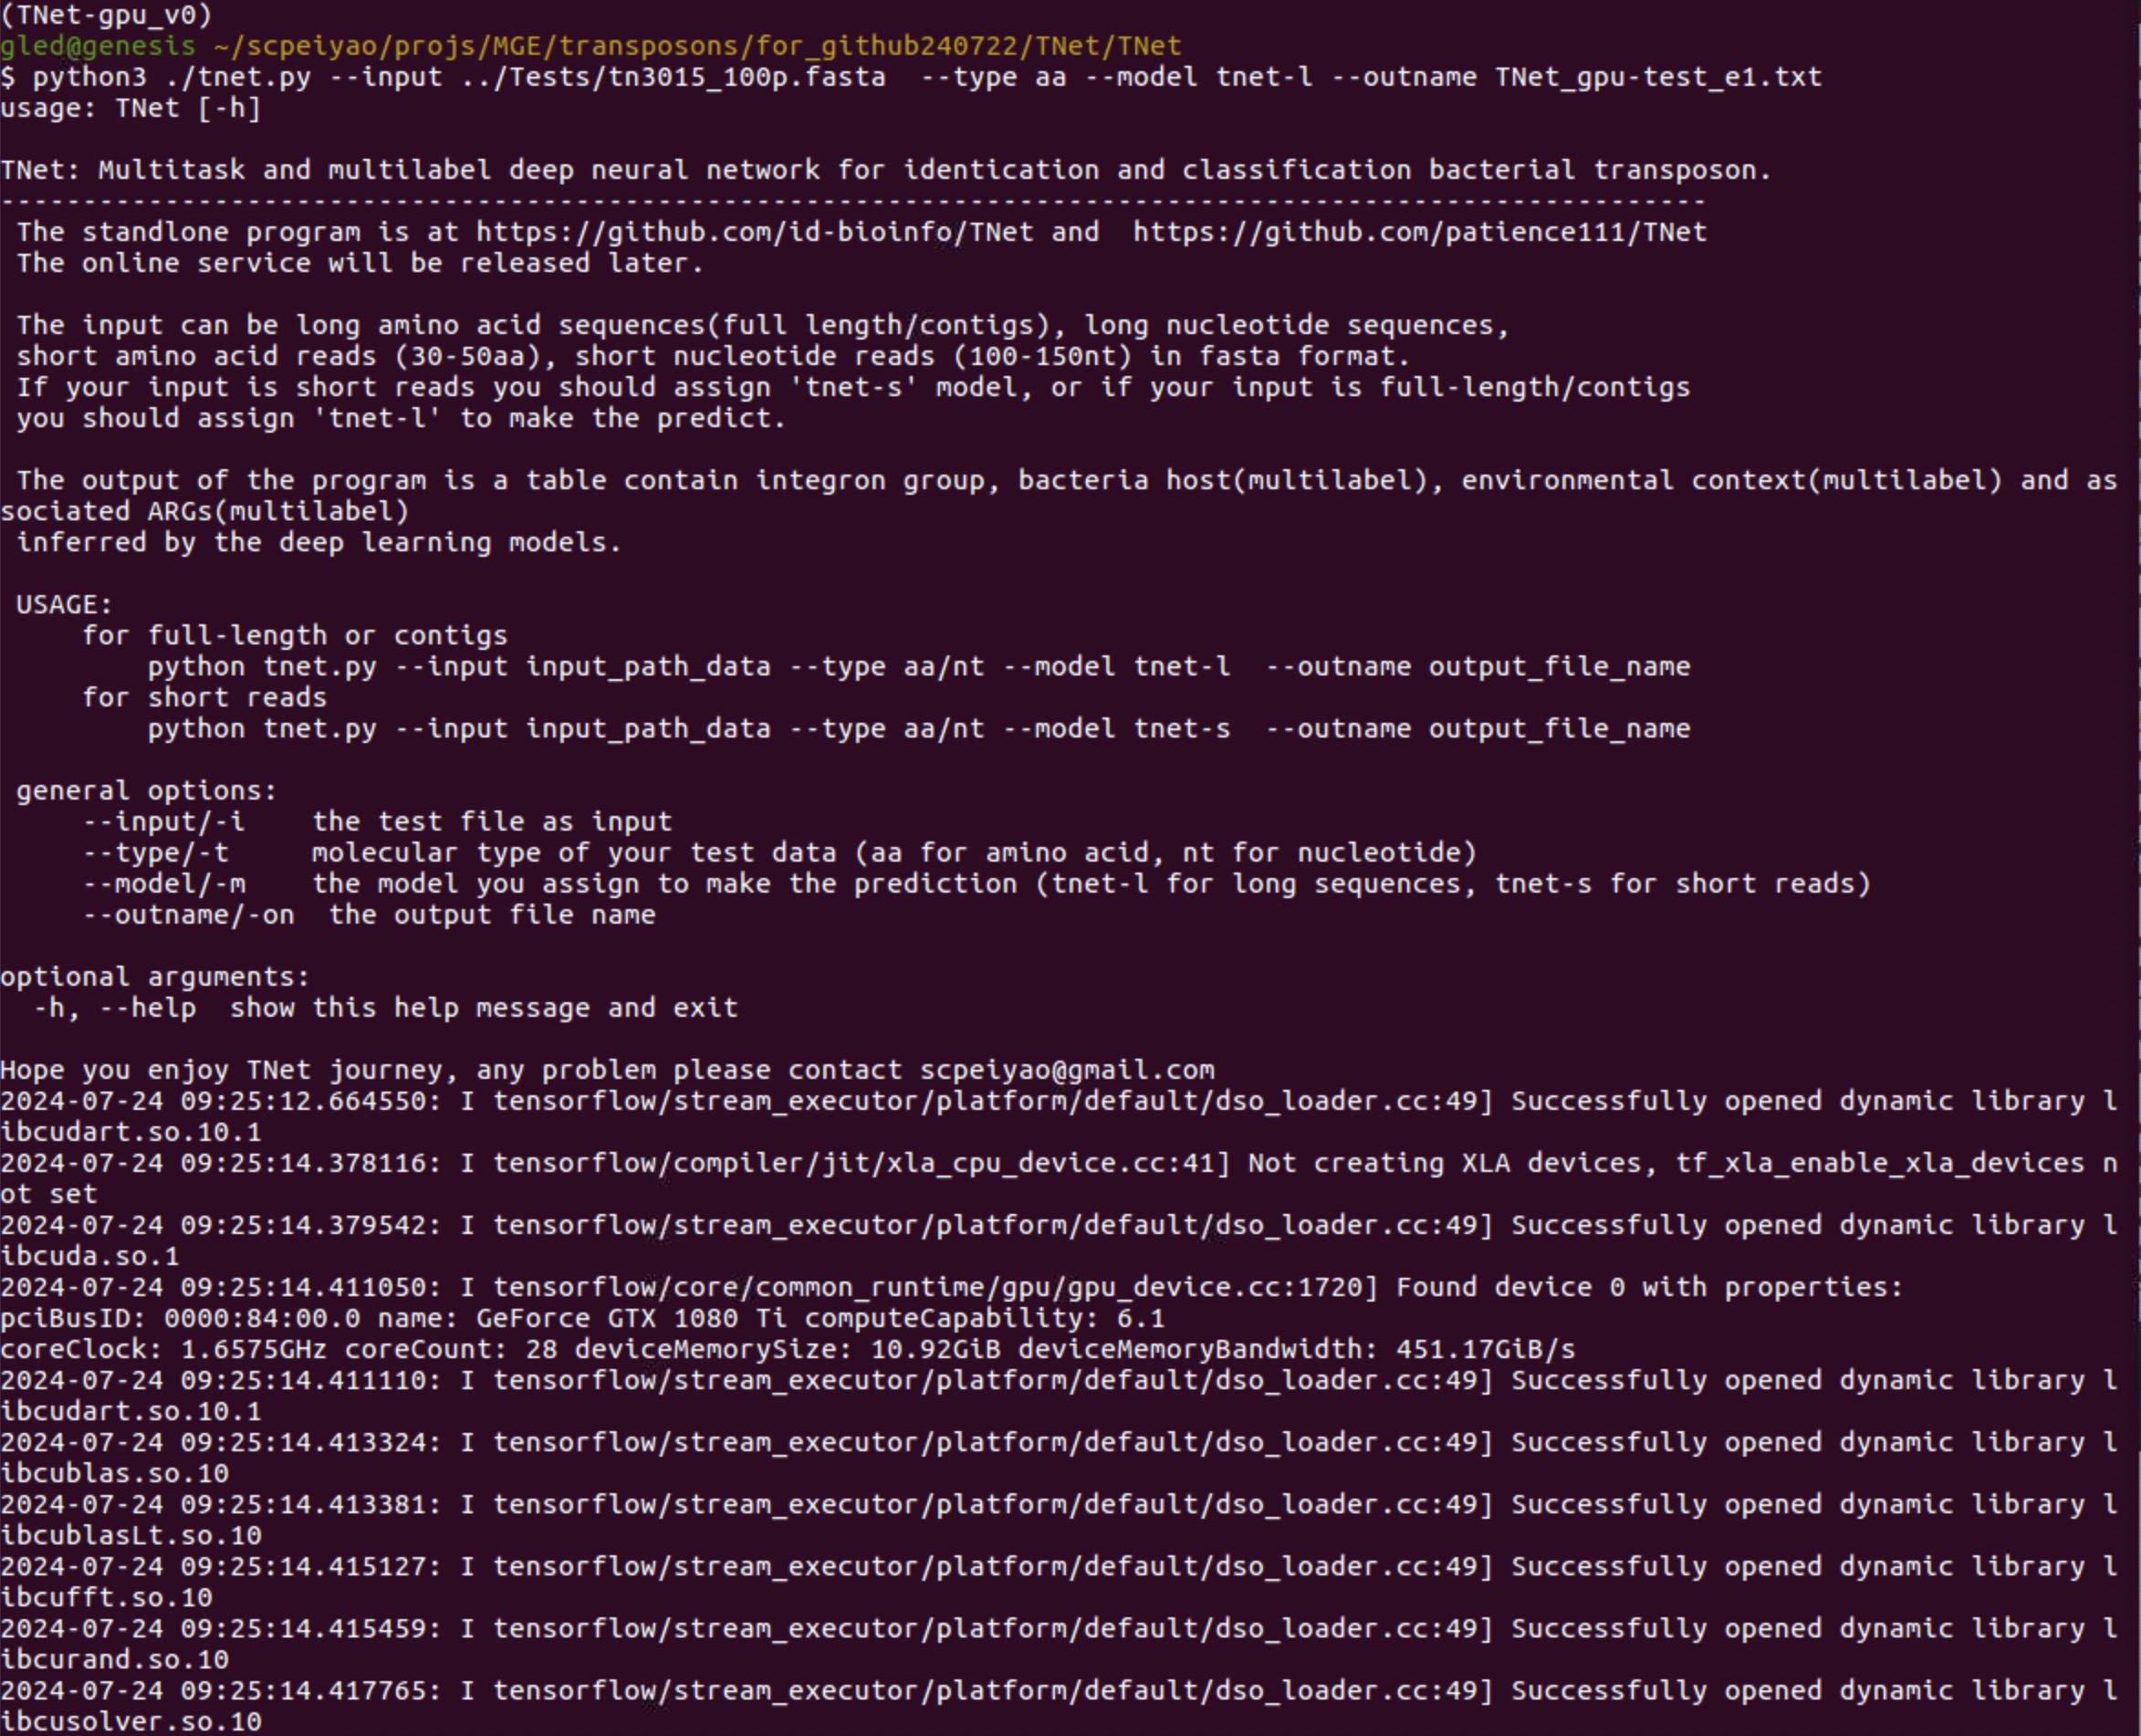 (TNet-gpu_v0)
gled@genesis ~/scpeiyao/projs/MGE/transposons/for_github240722/TNet/TNet
$ python3 ./tnet.py --input ../Tests/tn3015_100p.fasta  --type aa --model tnet-l --outname TNet_gpu-test_e1.txt
usage: TNet [-h]

TNet: Multitask and multilabel deep neural network for identication and classification bacterial transposon.
--------------------------------------------------------------------------------------------------------
 The standlone program is at https://github.com/id-bioinfo/TNet and  https://github.com/patience111/TNet
 The online service will be released later.

 The input can be long amino acid sequences(full length/contigs), long nucleotide sequences,
 short amino acid reads (30-50aa), short nucleotide reads (100-150nt) in fasta format.
 If your input is short reads you should assign 'tnet-s' model, or if your input is full-length/contigs
 you should assign 'tnet-l' to make the predict.

 The output of the program is a table contain integron group, bacteria host(multilabel), environmental context(multilabel) and as
sociated ARGs(multilabel)
 inferred by the deep learning models.

 USAGE:
     for full-length or contigs
         python tnet.py --input input_path_data --type aa/nt --model tnet-l  --outname output_file_name
     for short reads
         python tnet.py --input input_path_data --type aa/nt --model tnet-s  --outname output_file_name

 general options:
     --input/-i    the test file as input
     --type/-t     molecular type of your test data (aa for amino acid, nt for nucleotide)
     --model/-m    the model you assign to make the prediction (tnet-l for long sequences, tnet-s for short reads)
     --outname/-on  the output file name

optional arguments:
  -h, --help  show this help message and exit

Hope you enjoy TNet journey, any problem please contact scpeiyao@gmail.com
2024-07-24 09:25:12.664550: I tensorflow/stream_executor/platform/default/dso_loader.cc:49] Successfully opened dynamic library l
ibcudart.so.10.1
2024-07-24 09:25:14.378116: I tensorflow/compiler/jit/xla_cpu_device.cc:41] Not creating XLA devices, tf_xla_enable_xla_devices n
ot set
2024-07-24 09:25:14.379542: I tensorflow/stream_executor/platform/default/dso_loader.cc:49] Successfully opened dynamic library l
ibcuda.so.1
2024-07-24 09:25:14.411050: I tensorflow/core/common_runtime/gpu/gpu_device.cc:1720] Found device 0 with properties:
pciBusID: 0000:84:00.0 name: GeForce GTX 1080 Ti computeCapability: 6.1
coreClock: 1.6575GHz coreCount: 28 deviceMemorySize: 10.92GiB deviceMemoryBandwidth: 451.17GiB/s
2024-07-24 09:25:14.411110: I tensorflow/stream_executor/platform/default/dso_loader.cc:49] Successfully opened dynamic library l
ibcudart.so.10.1
2024-07-24 09:25:14.413324: I tensorflow/stream_executor/platform/default/dso_loader.cc:49] Successfully opened dynamic library l
ibcublas.so.10
2024-07-24 09:25:14.413381: I tensorflow/stream_executor/platform/default/dso_loader.cc:49] Successfully opened dynamic library l
ibcublasLt.so.10
2024-07-24 09:25:14.415127: I tensorflow/stream_executor/platform/default/dso_loader.cc:49] Successfully opened dynamic library l
ibcufft.so.10
2024-07-24 09:25:14.415459: I tensorflow/stream_executor/platform/default/dso_loader.cc:49] Successfully opened dynamic library l
ibcurand.so.10
2024-07-24 09:25:14.417765: I tensorflow/stream_executor/platform/default/dso_loader.cc:49] Successfully opened dynamic library l
ibcusolver.so.10